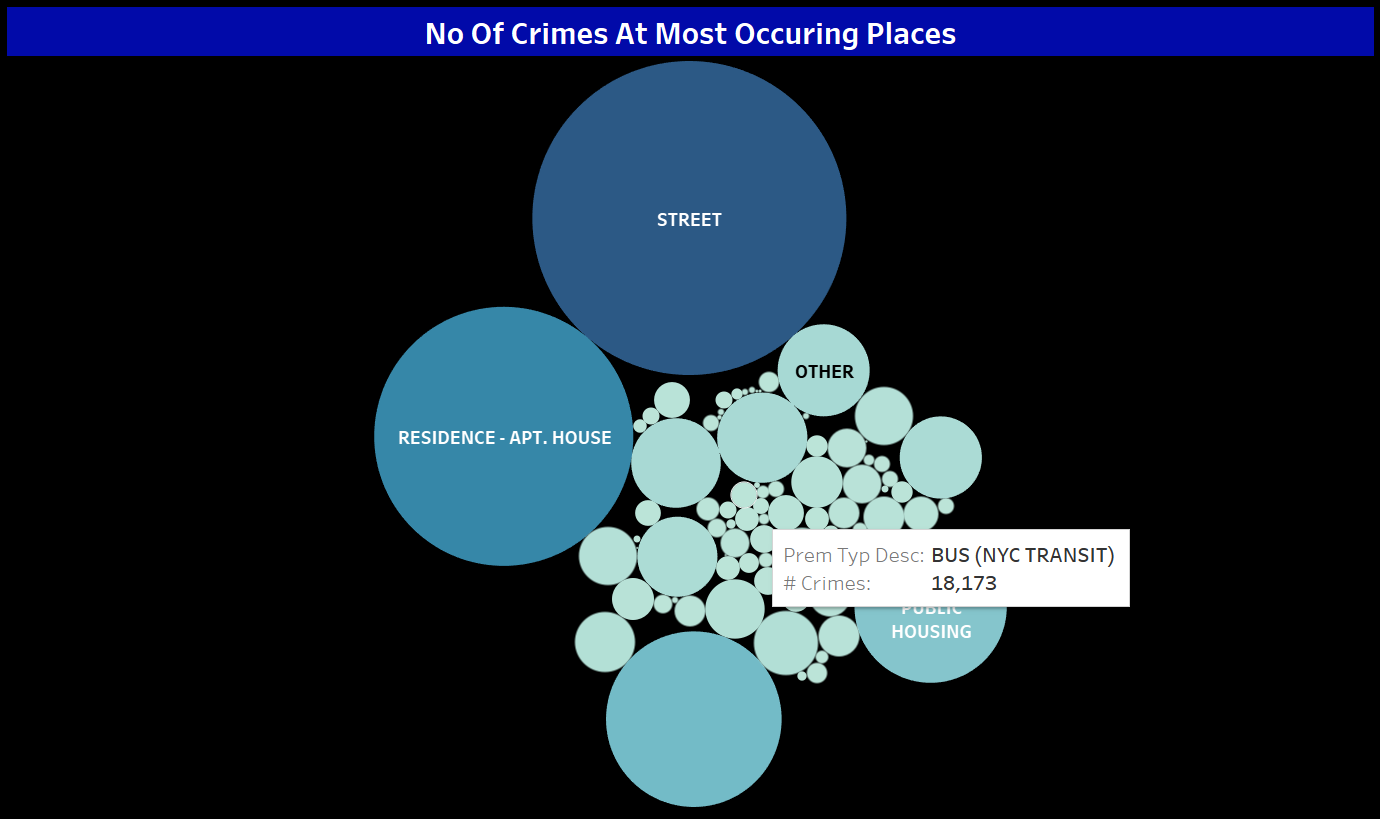 No Of Crimes At Most Occuring Places
STREET
OTHER
RESIDENCE - APT. HOUSE
Prem Typ Desc: BUS (NYC TRANSIT)
# Crimes: 18,173
PUBLIC
HOUSING